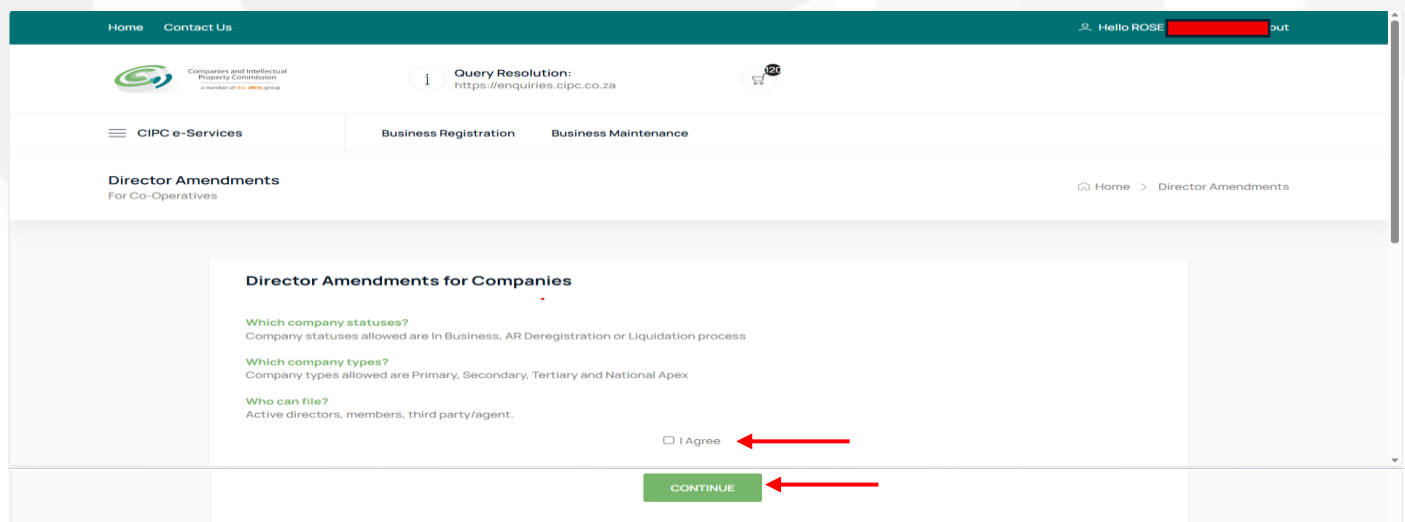 Home Contact Us
Hello ROSE out
Companies and Intellectual
Property Commission
a member of the dtic group
i
Query Resolution:
https://enquiries.cipc.co.za
120
CIPC e-Services
Business Registration Business Maintenance
Director Amendments
For Co-Operatives
Home > Director Amendments
Director Amendments for Companies
Which company statuses?
Company statuses allowed are In Business, AR Deregistration or Liquidation process
Which company types?
Company types allowed are Primary, Secondary, Tertiary and National Apex
Who can file?
Active directors, members, third party/agent.
I Agree
CONTINUE